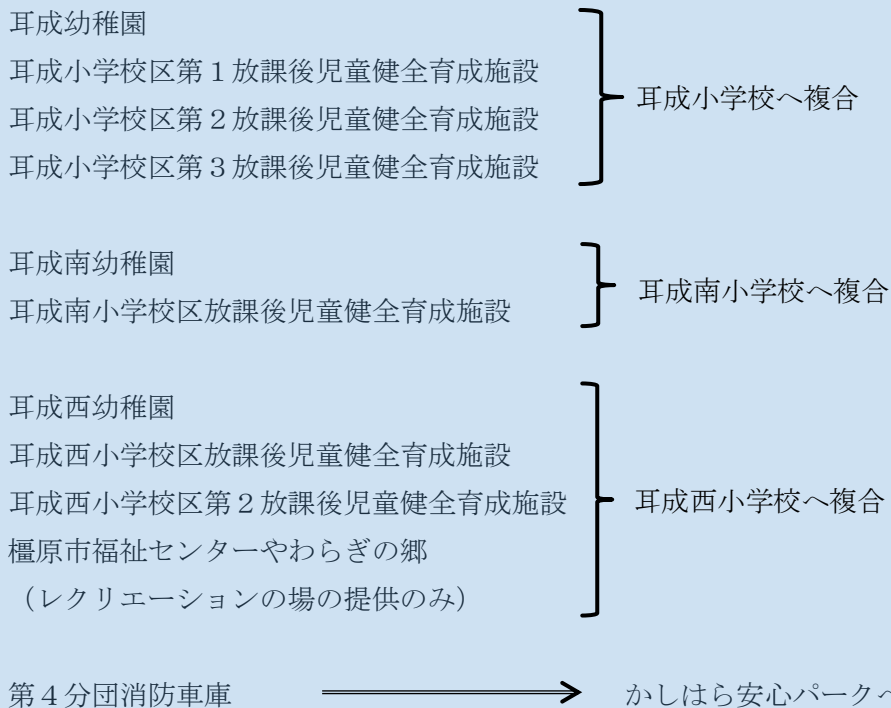 耳成幼稚園
耳成小学校区第１放課後児童健全育成施設
耳成小学校区第２放課後児童健全育成施設
耳成小学校区第３放課後児童健全育成施設
耳成小学校へ複合
耳成南幼稚園
耳成南小学校区放課後児童健全育成施設
耳成南小学校へ複合
耳成西幼稚園
耳成西小学校区放課後児童健全育成施設
耳成西小学校区第２放課後児童健全育成施設
橿原市福祉センターやわらぎの郷
（レクリエーションの場の提供のみ）
耳成西小学校へ複合
第４分団消防車庫
かしはら安心パークへ